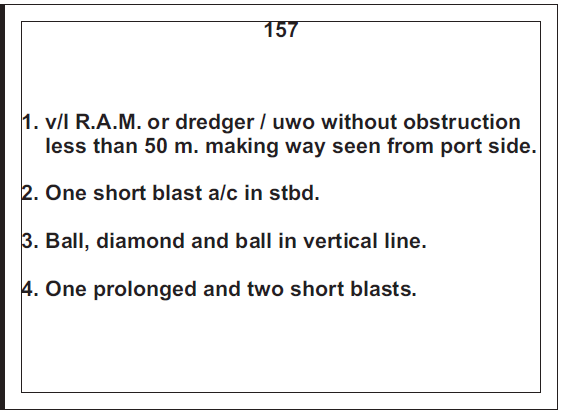 157
1. v/l R.A.M. or dredger / uwo without obstruction
less than 50 m. making way seen from port side.
2. One short blast a/c in stbd.
3. Ball, diamond and ball in vertical line.
4. One prolonged and two short blasts.